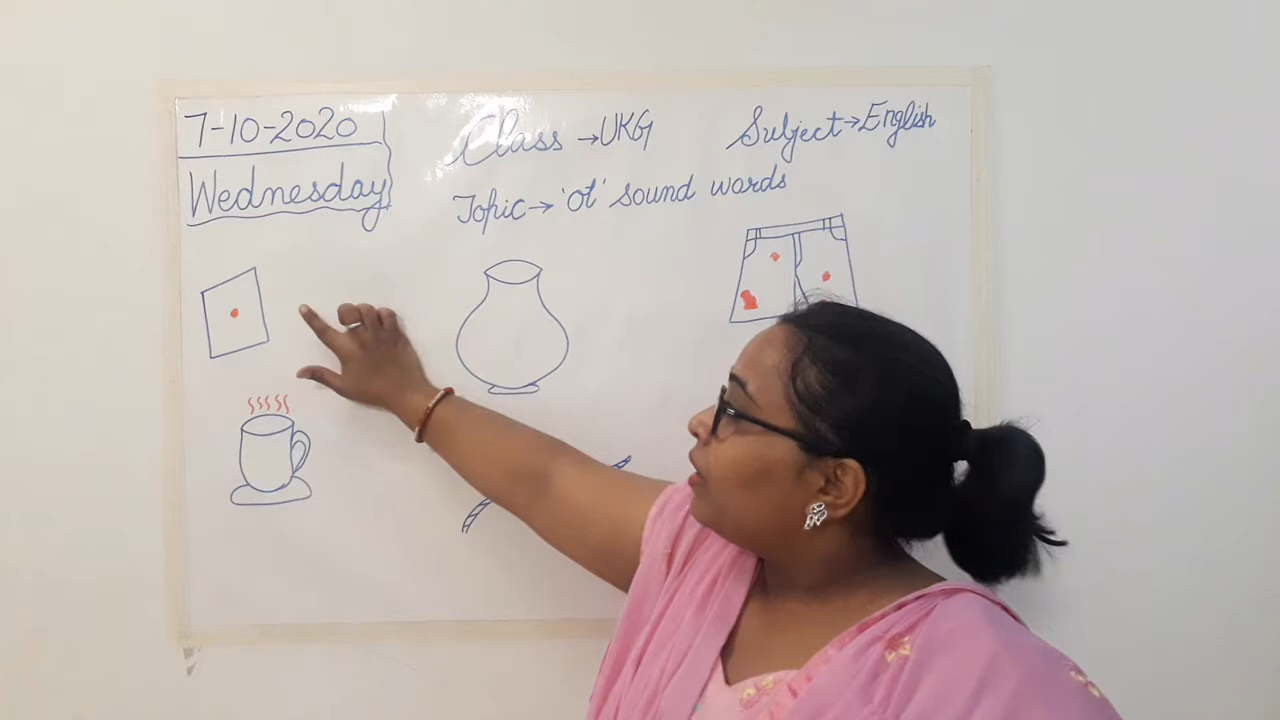 7-10-2020
Wednesday
Class → UKG
Subject → English
Topic → 'ot' sound words